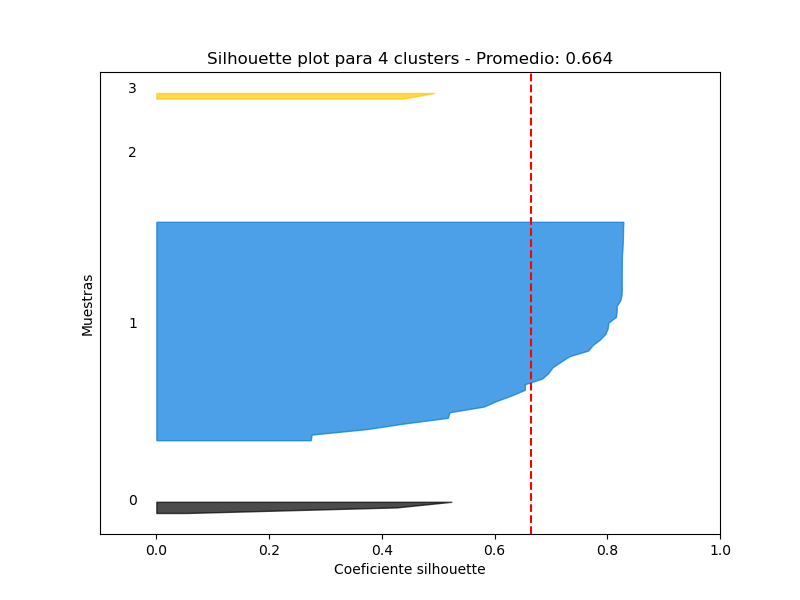 Silhouette plot para 4 clusters - Promedio: 0.664
3
2
1
0
Muestras
0.0 0.2 0.4 0.6 0.8 1.0
Coeficiente silhouette